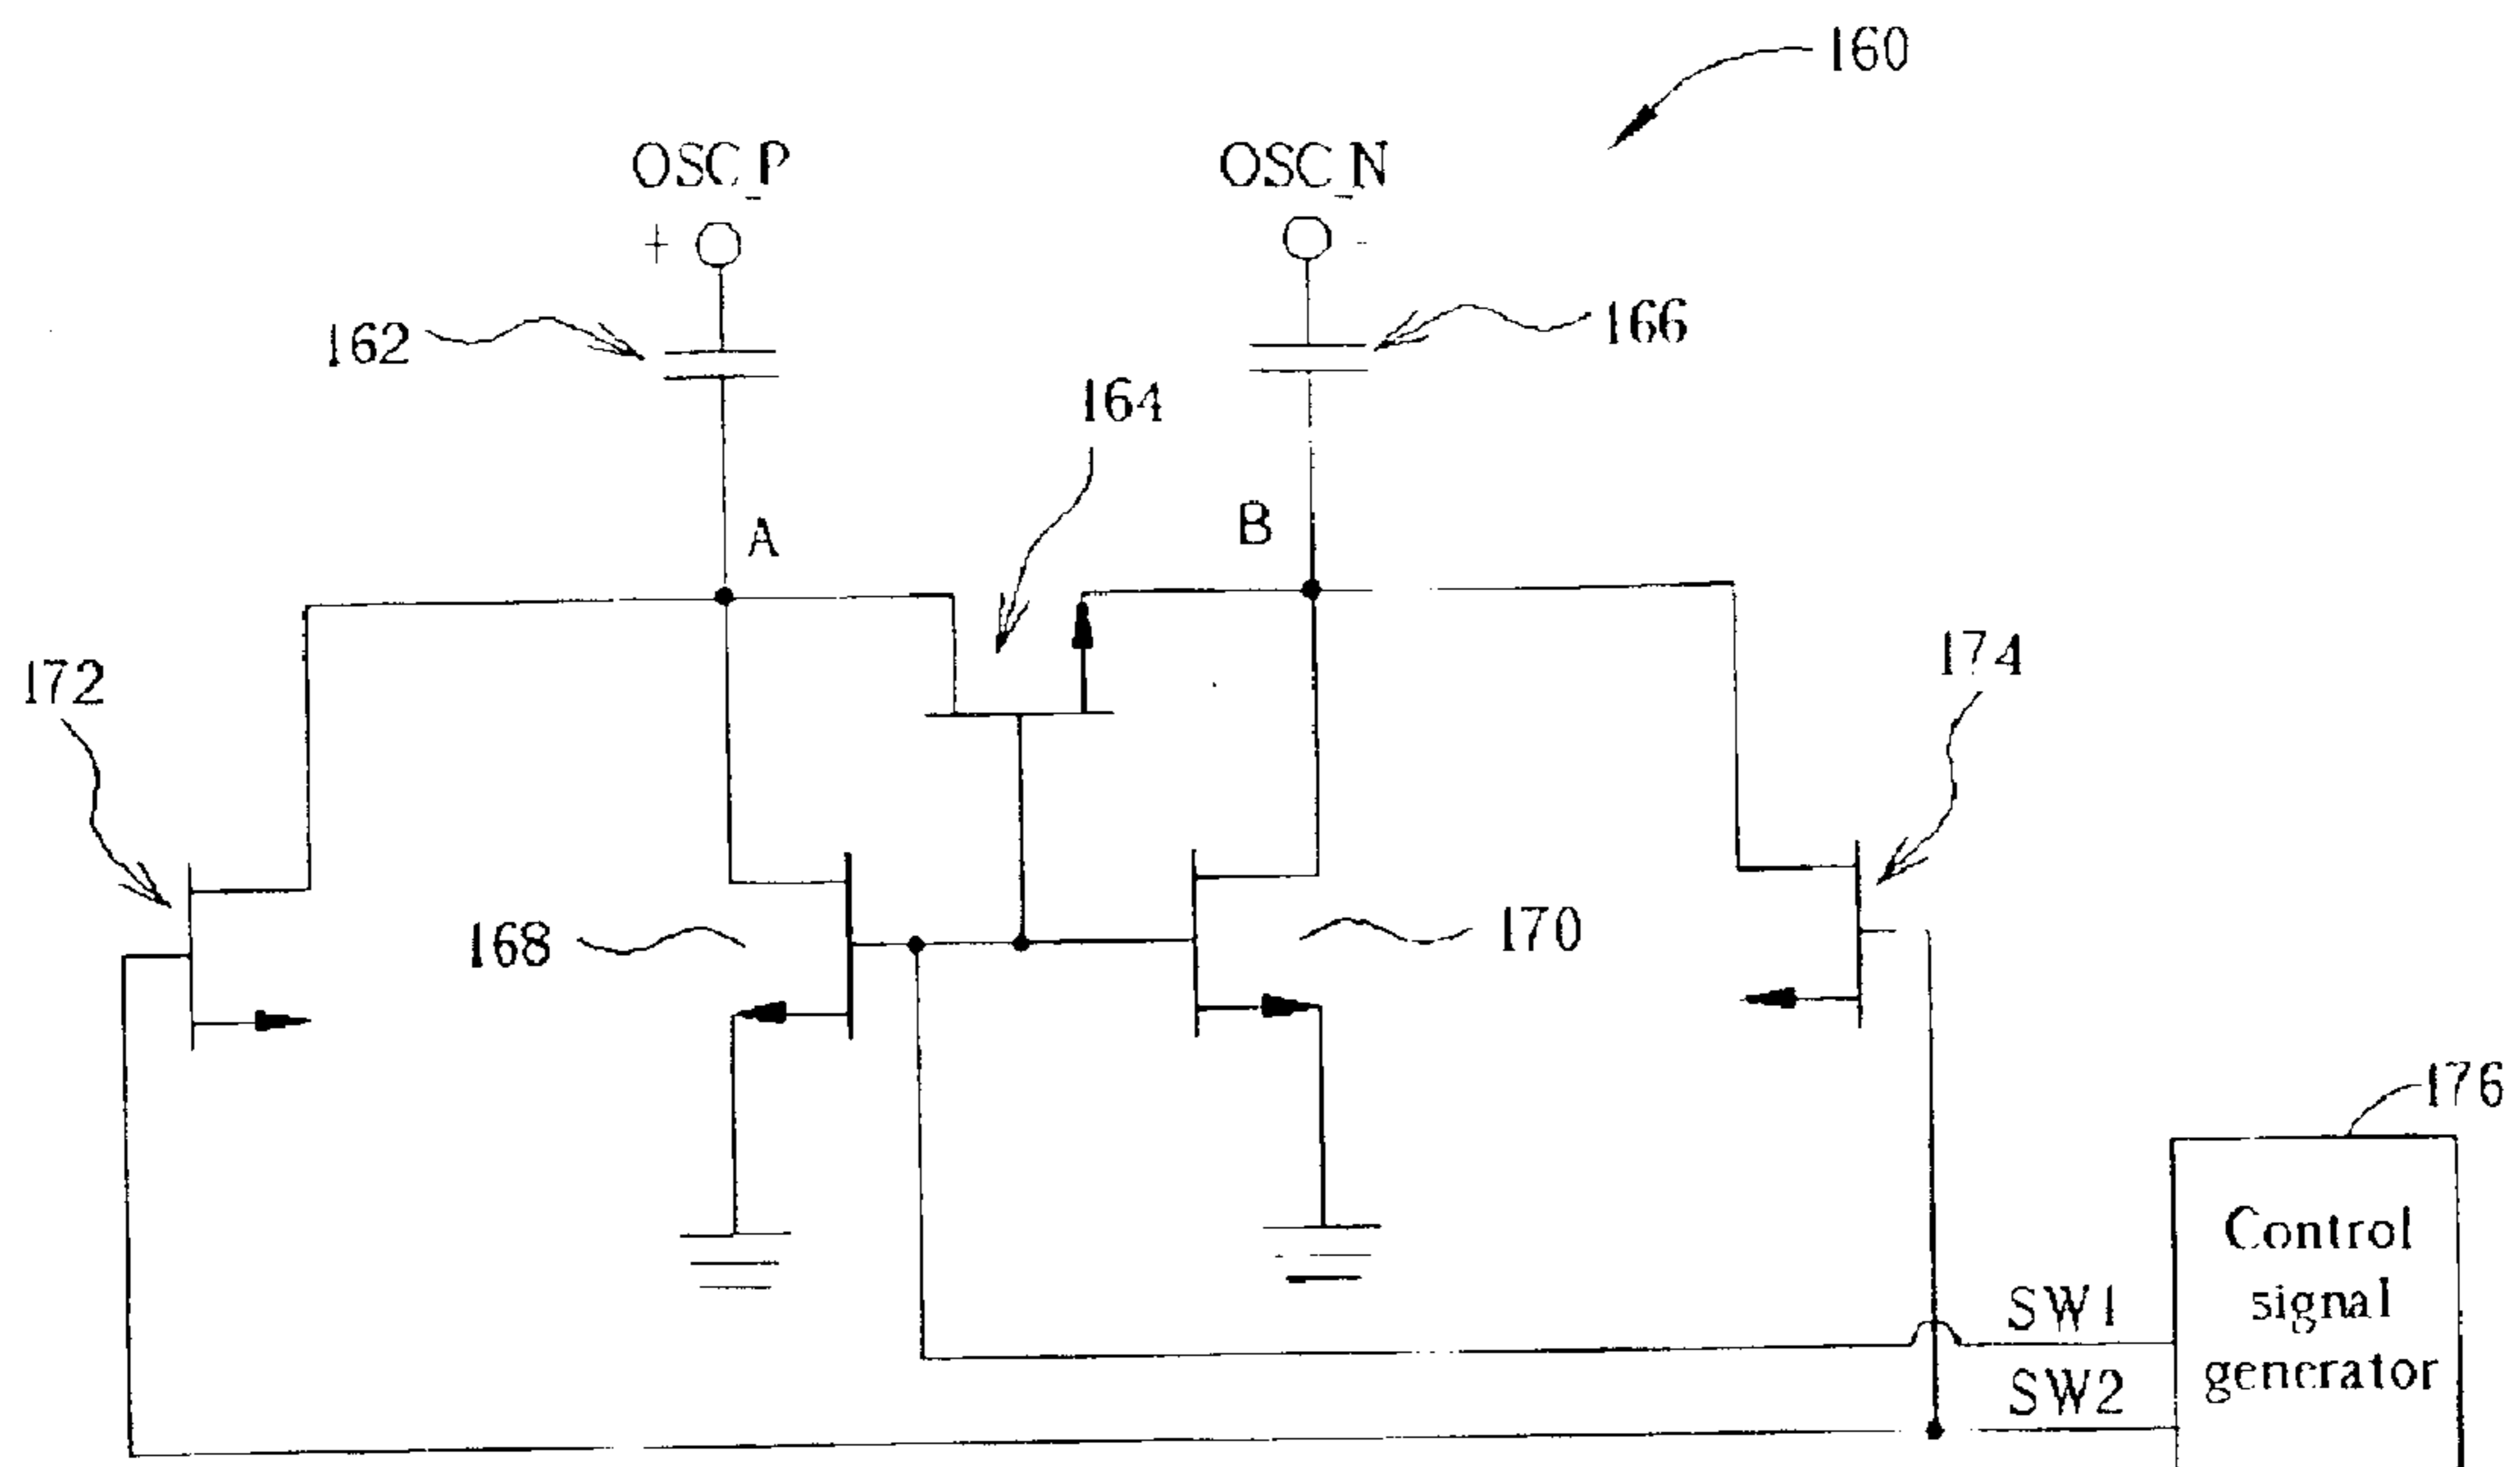 160
OSC_P
OSC_N
+
-
162
166
164
A
B
172
174
168
170
176
Control
signal
generator
SW1
SW2